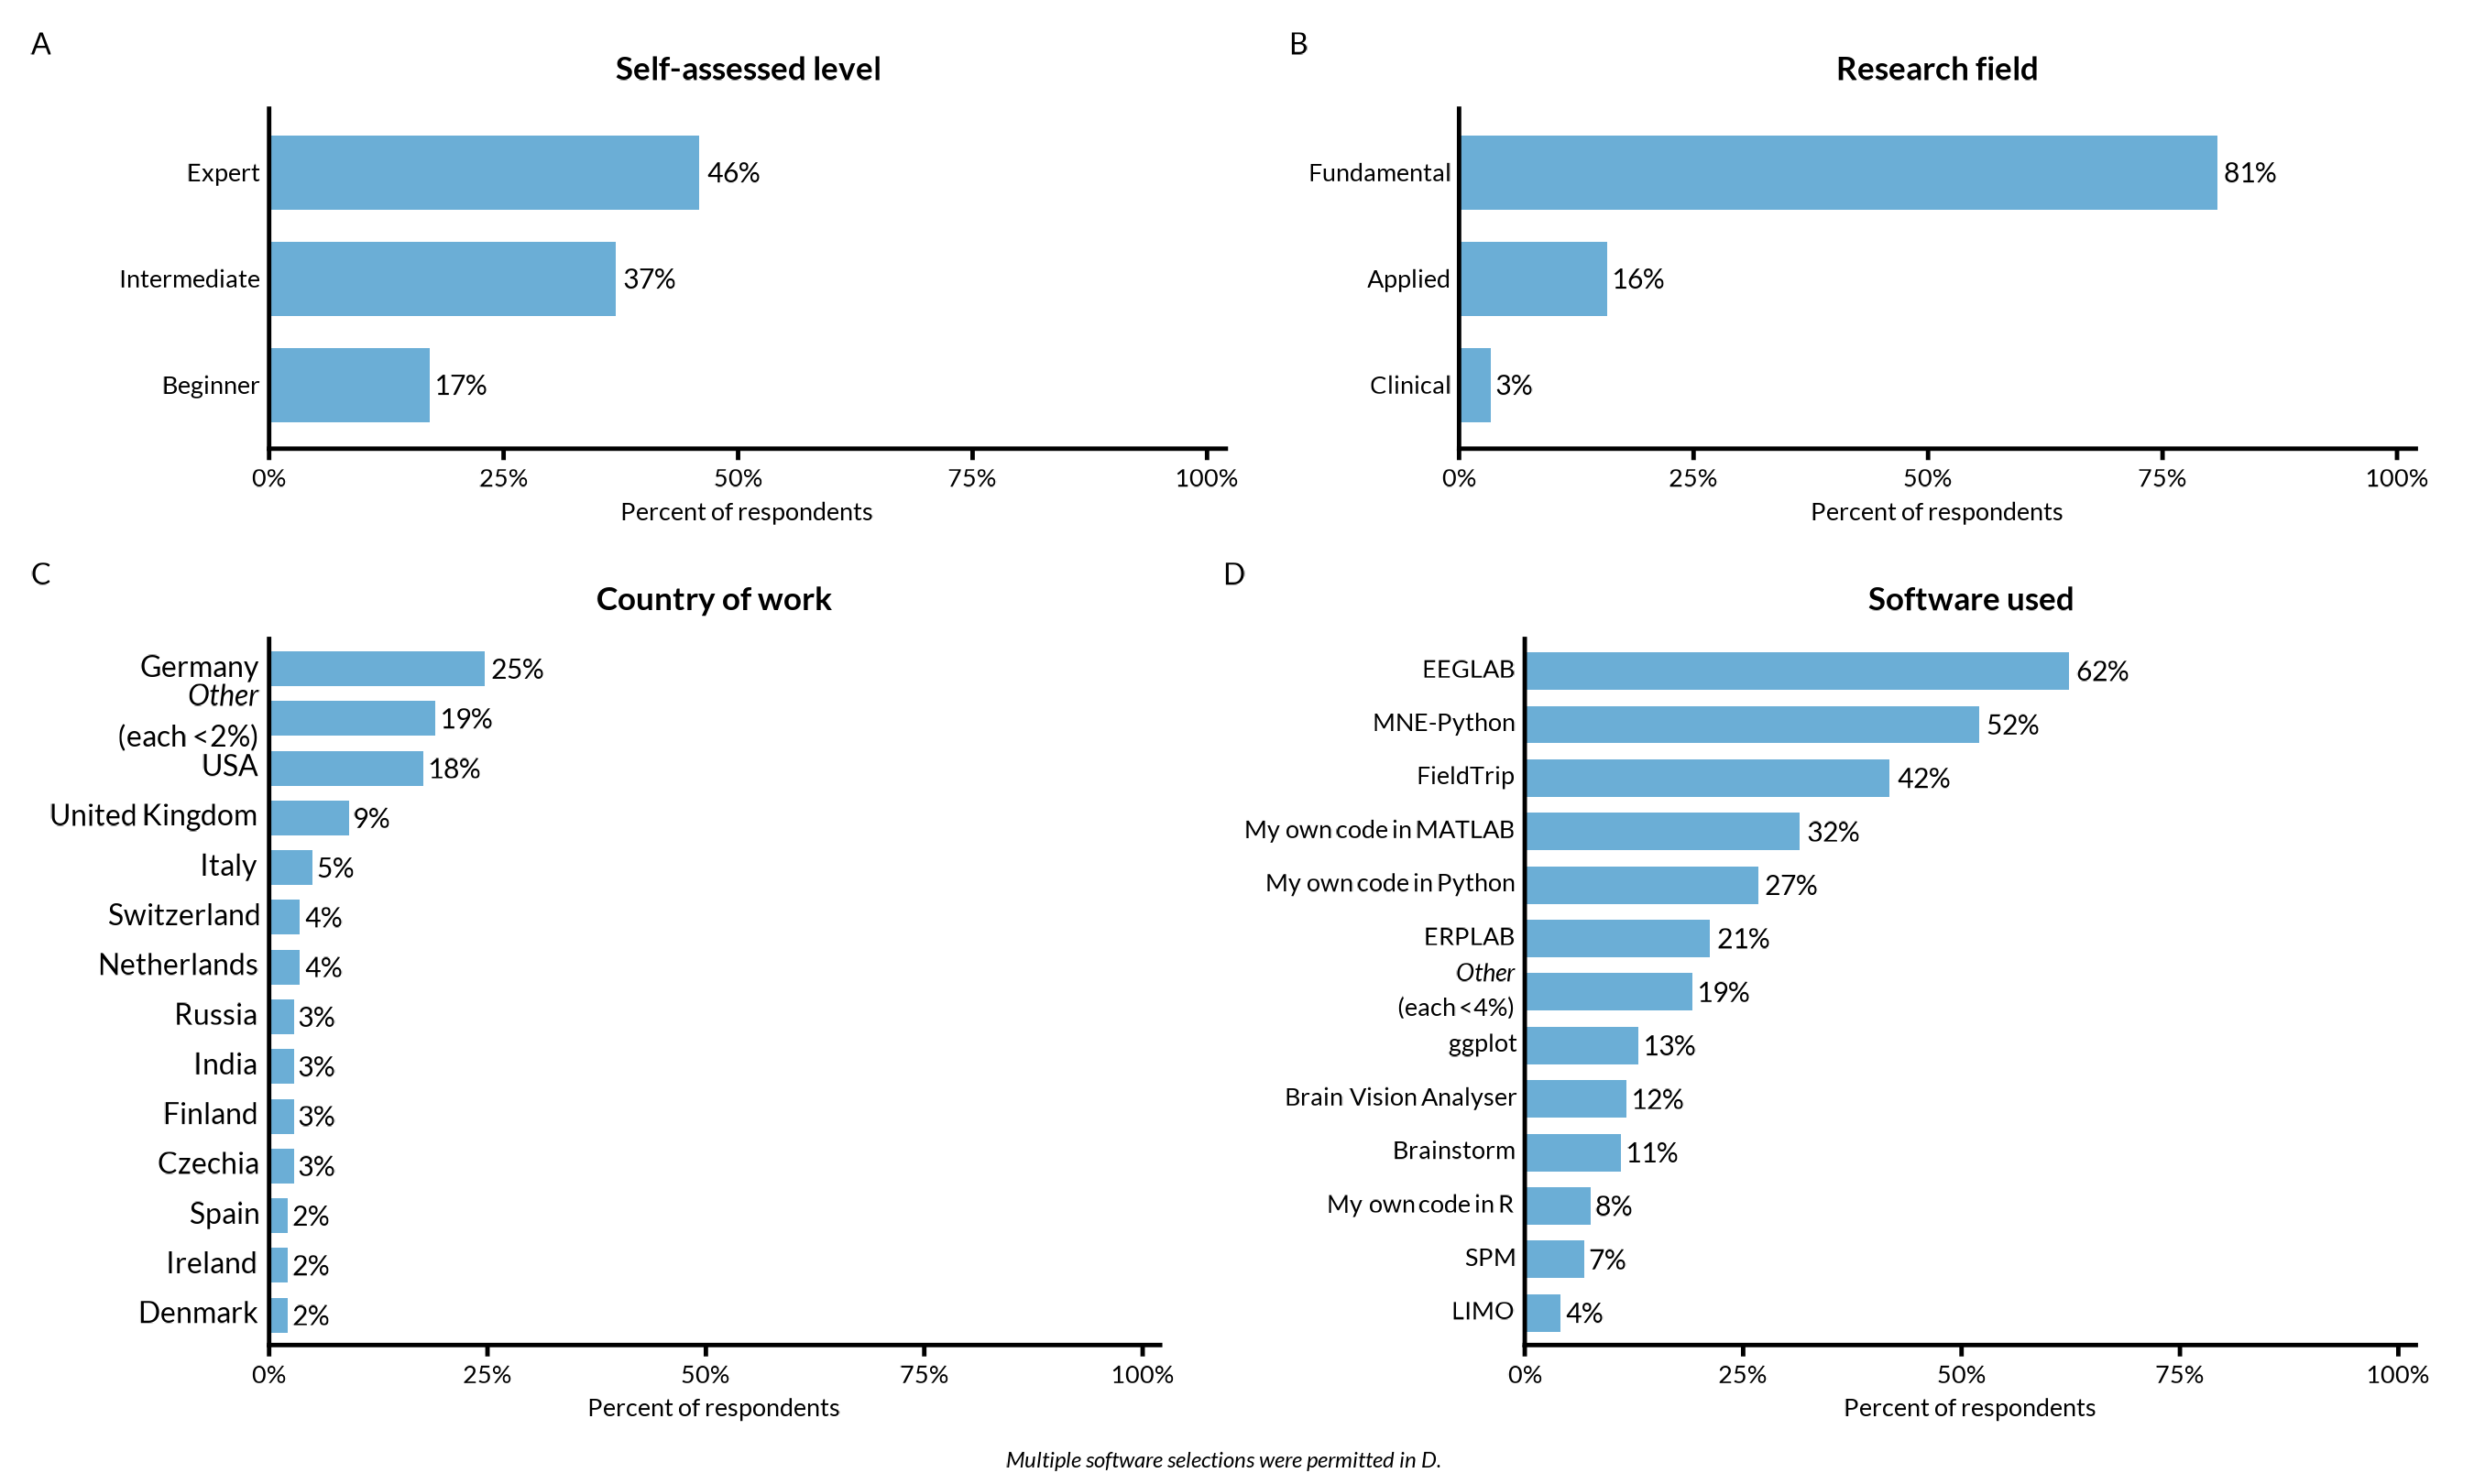 A
Self-assessed level
Expert 46%
Intermediate 37%
Beginner 17%
0% 25% 50% 75% 100%
Percent of respondents
B
Research field
Fundamental 81%
Applied 16%
Clinical 3%
0% 25% 50% 75% 100%
Percent of respondents
C
Country of work
Germany 25%
Other
(each <2%) 19%
USA 18%
United Kingdom 9%
Italy 5%
Switzerland 4%
Netherlands 4%
Russia 3%
India 3%
Finland 3%
Czechia 3%
Spain 2%
Ireland 2%
Denmark 2%
0% 25% 50% 75% 100%
Percent of respondents
D
Software used
EEGLAB 62%
MNE-Python 52%
FieldTrip 42%
My own code in MATLAB 32%
My own code in Python 27%
ERPLAB 21%
Other
(each <4%) 19%
ggplot 13%
Brain Vision Analyser 12%
Brainstorm 11%
My own code in R 8%
SPM 7%
LIMO 4%
0% 25% 50% 75% 100%
Percent of respondents
Multiple software selections were permitted in D.